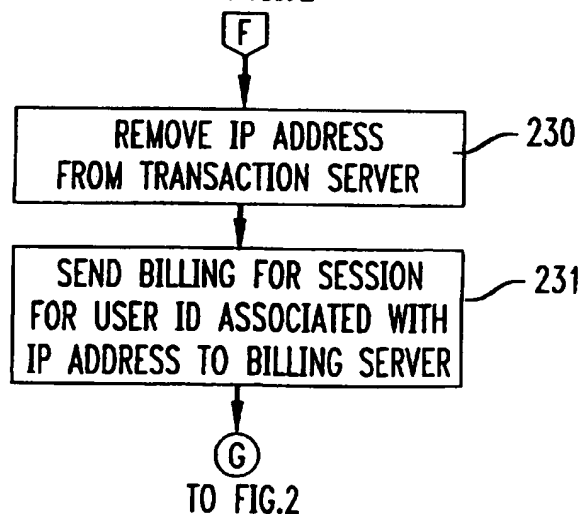 F
REMOVE IP ADDRESS
FROM TRANSACTION SERVER
230
SEND BILLING FOR SESSION
FOR USER ID ASSOCIATED WITH
IP ADDRESS TO BILLING SERVER
231
G
TO FIG.2